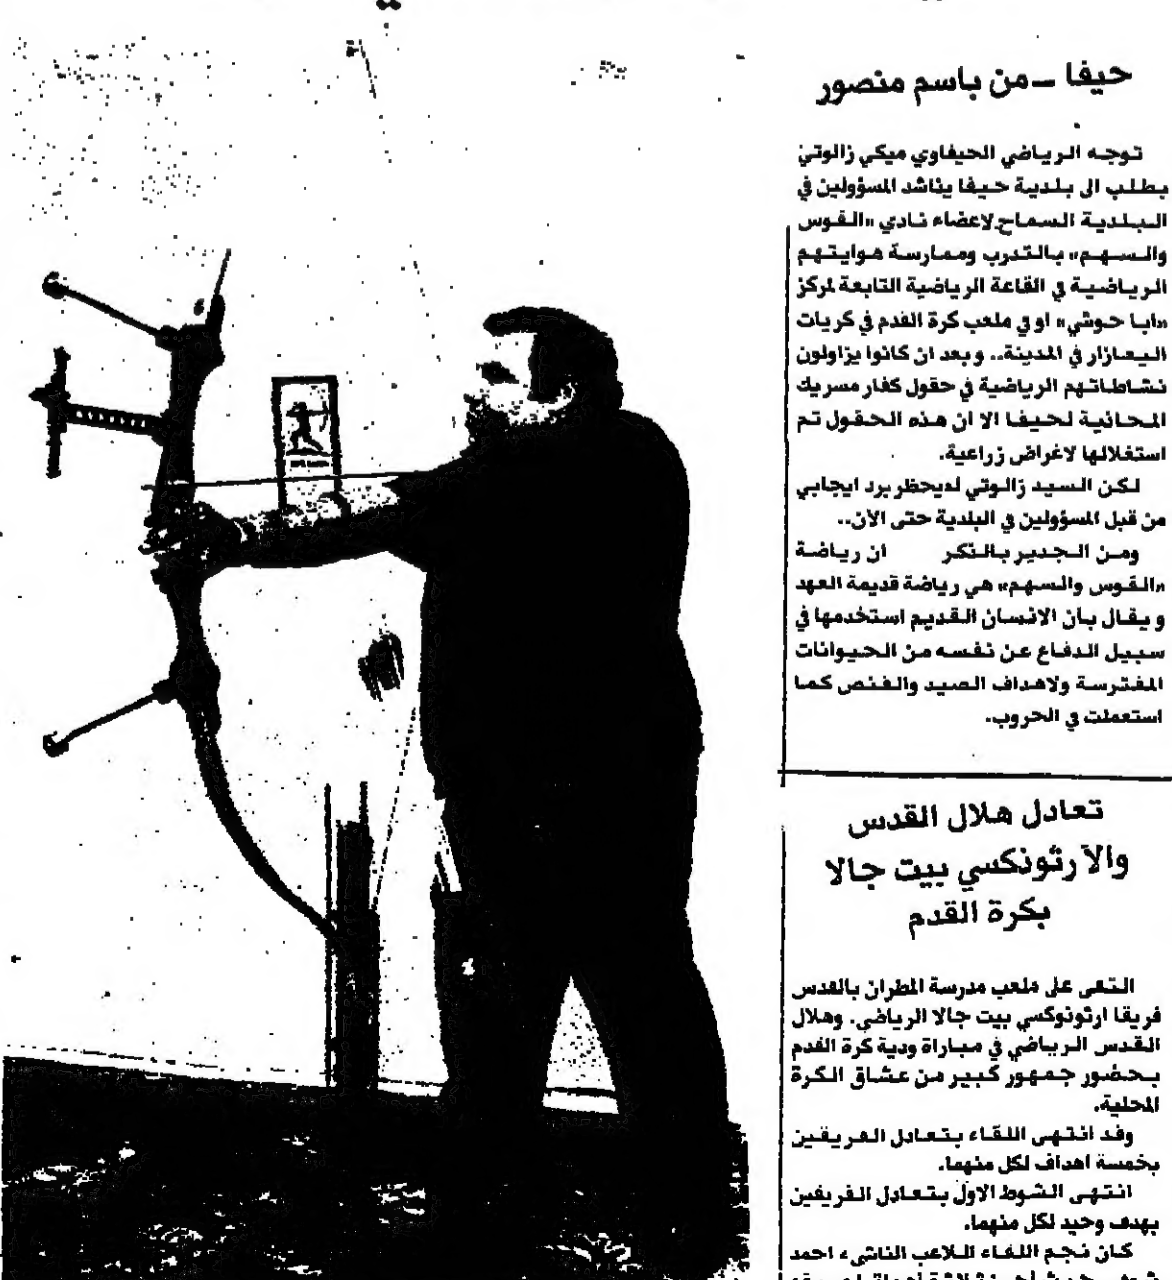 حيفا ــ من باسم منصور
توجه الرياضي الحيفاوي ميكي زالوتي
بطلب الى بلدية حيفا يناشد المسؤولين في
البلدية السماح لاعضاء نادي «القوس
والسهم» بالتدرب وممارسة هوايتهم
الرياضية في القاعة الرياضية التابعة لمركز
«ابا حوشي» او في ملعب كرة القدم في كريات
اليعازار في المدينة.. وبعد ان كانوا يزاولون
نشاطاتهم الرياضية في حقول كفار مسريك
المحاذية لحيفا الا ان هذه الحقول تم
استغلالها لاغراض زراعية.
لكن السيد زالوتي لم يحظ برد ايجابي
من قبل المسؤولين في البلدية حتى الآن..
ومن الجدير بالذكر ان رياضة
«القوس والسهم» هي رياضة قديمة العهد
ويقال بأن الانسان القديم استخدمها في
سبيل الدفاع عن نفسه من الحيوانات
المفترسة ولاهداف الصيد والقنص كما
استعملت في الحروب.
تعادل هلال القدس
والأرثوذكسي بيت جالا
بكرة القدم
التقى على ملعب مدرسة المطران بالقدس
فريقا ارثوذوكسي بيت جالا الرياضي. وهلال
القدس الرياضي في مباراة ودية كرة القدم
بحضور جمهور كبير من عشاق الكرة
المحلية.
وقد انتهى اللقاء بتعادل الفريقين
بخمسة اهداف لكل منهما.
انتهى الشوط الاول بتعادل الفريقين
بهدف وحيد لكل منهما.
كان نجم اللقاء اللاعب الناشىء احمد